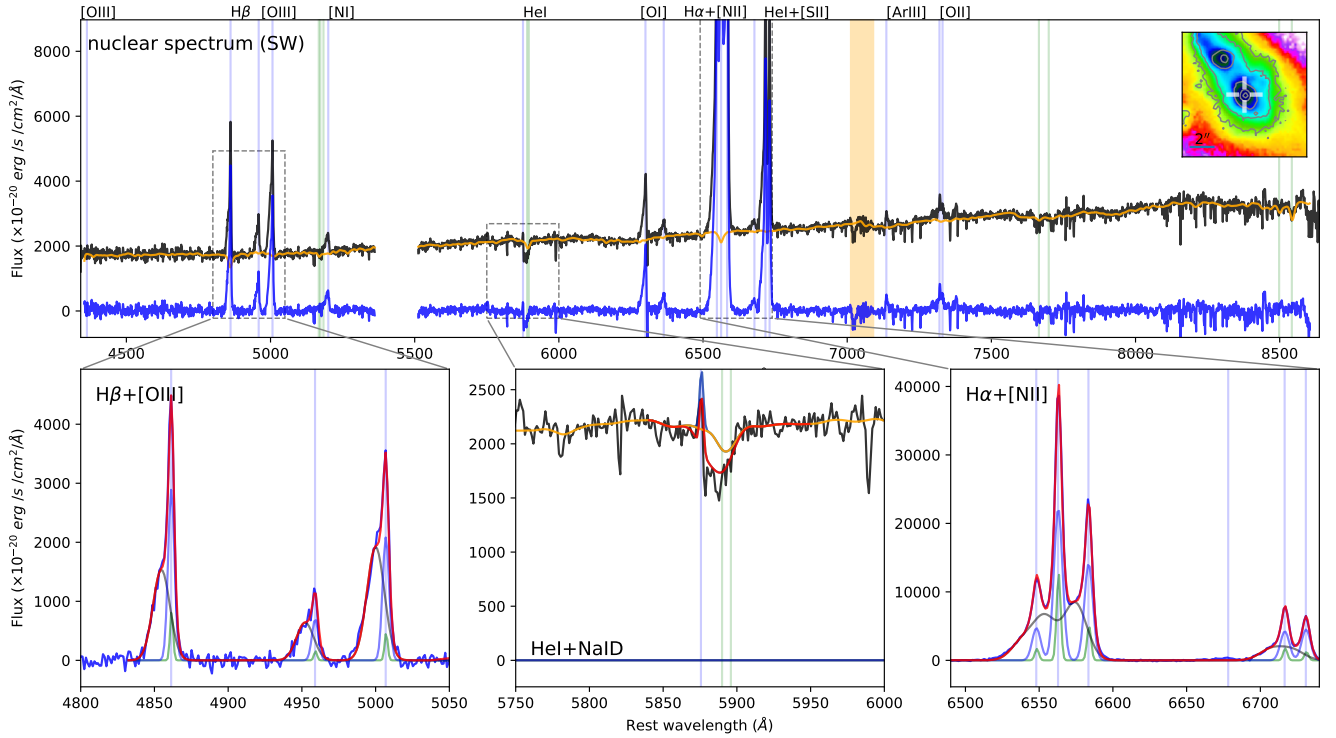 [OIII] Hβ [OIII] [NI] HeI [OI] Hα+[NII] HeI+[SII] [ArIII] [OII]
nuclear spectrum (SW)
2"
Flux (×10⁻²⁰ erg /s /cm²/Å)
8000
6000
4000
2000
0
4500 5000 5500 6000 6500 7000 7500 8000 8500
Hβ+[OIII]
Flux (×10⁻²⁰ erg /s /cm²/Å)
4000
3000
2000
1000
0
4800 4850 4900 4950 5000 5050
HeI+NaID
2500
2000
1500
1000
500
0
5750 5800 5850 5900 5950 6000
Rest wavelength (Å)
Hα+[NII]
40000
30000
20000
10000
0
6500 6550 6600 6650 6700